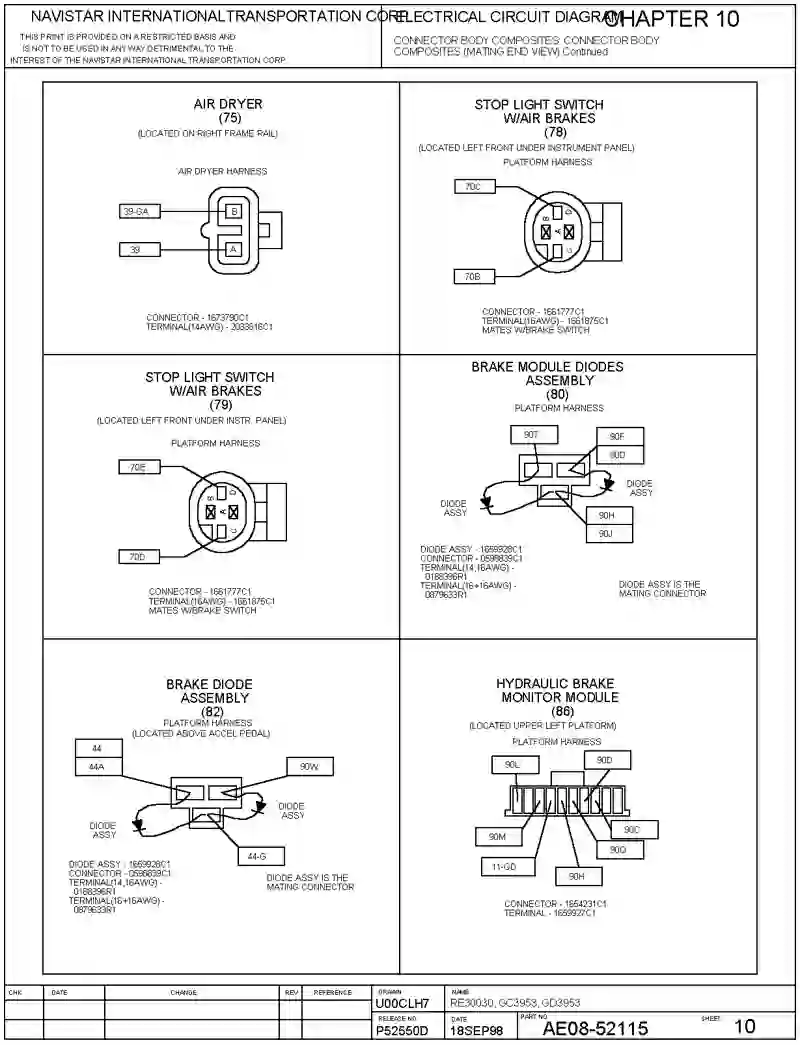 NAVISTAR INTERNATIONAL TRANSPORTATION CORP.
THIS PRINT IS PROVIDED ON A RESTRICTED BASIS AND
IS NOT TO BE USED IN ANY WAY DETRIMENTAL TO THE
INTEREST OF THE NAVISTAR INTERNATIONAL TRANSPORTATION CORP.
ELECTRICAL CIRCUIT DIAGRAM
CHAPTER 10
CONNECTOR BODY COMPOSITES: CONNECTOR BODY
COMPOSITES (MATING END VIEW) Continued
AIR DRYER
(75)
(LOCATED ON RIGHT FRAME RAIL)
AIR DRYER HARNESS
39-GA
B
39
A
CONNECTOR - 1673790C1
TERMINAL(14AWG) - 2033816C1
STOP LIGHT SWITCH
W/AIR BRAKES
(78)
(LOCATED LEFT FRONT UNDER INSTRUMENT PANEL)
PLATFORM HARNESS
70C
B
D
A
C
70B
CONNECTOR - 1661777C1
TERMINAL(16AWG) - 1661875C1
MATES W/BRAKE SWITCH
STOP LIGHT SWITCH
W/AIR BRAKES
(79)
(LOCATED LEFT FRONT UNDER INSTR. PANEL)
PLATFORM HARNESS
70E
B
D
A
C
70D
CONNECTOR - 1661777C1
TERMINAL(16AWG) - 1661875C1
MATES W/BRAKE SWITCH
BRAKE MODULE DIODES
ASSEMBLY
(80)
PLATFORM HARNESS
90T
90F
DIODE
ASSY
DIODE
ASSY
90H
90J
DIODE ASSY - 1659928C1
CONNECTOR - 0598839C1
TERMINAL(14,16AWG) -
0188396R1
TERMINAL(16+16AWG) -
0879633R1
DIODE ASSY IS THE
MATING CONNECTOR
BRAKE DIODE
ASSEMBLY
(82)
PLATFORM HARNESS
(LOCATED ABOVE ACCEL PEDAL)
44
44A
90W
DIODE
ASSY
DIODE
ASSY
44-G
DIODE ASSY : 1659928C1
CONNECTOR - 0598839C1
TERMINAL(14,16AWG) -
0188396R1
TERMINAL(16+16AWG) -
0879633R1
DIODE ASSY IS THE
MATING CONNECTOR
HYDRAULIC BRAKE
MONITOR MODULE
(86)
(LOCATED UPPER LEFT PLATFORM)
PLATFORM HARNESS
90L
90D
90M
90C
90Q
11-GD
90H
CONNECTOR - 1654231C1
TERMINAL - 1659927C1
CHK
DATE
CHANGE
REV
REFERENCE
DRAWN
U00CLH7
NAME
RE30030, GC3953, GD3953
RELEASE NO.
P52550D
DATE
18SEP98
PART NO.
AE08-52115
SHEET
10